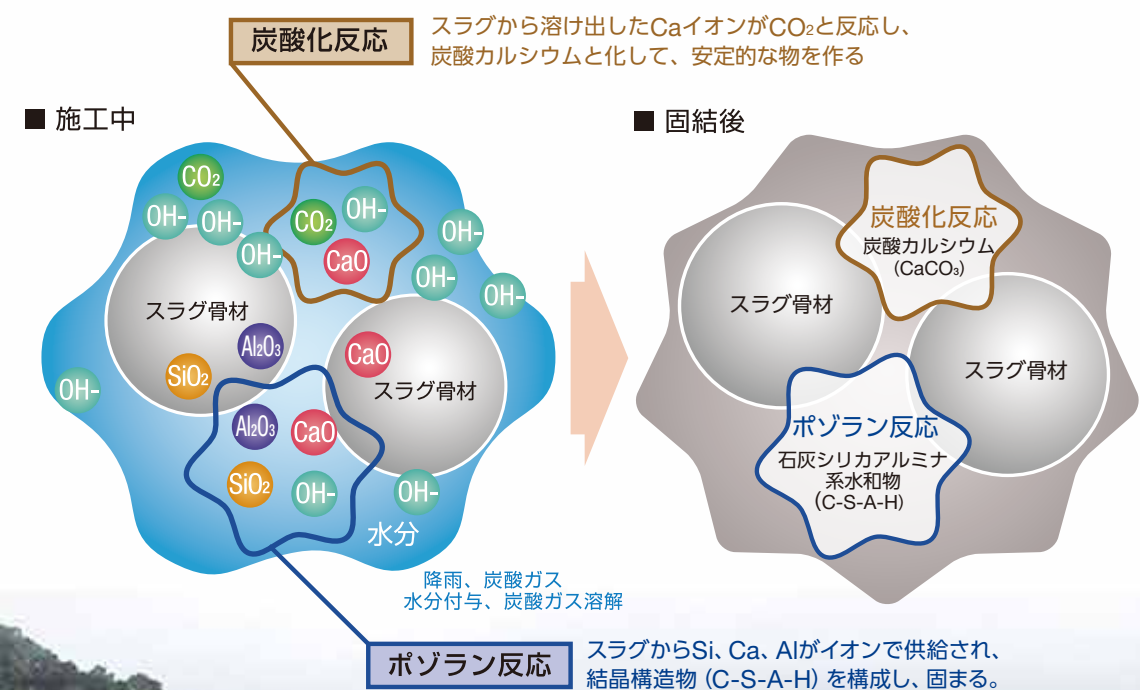 炭酸化反応
スラグから溶け出したCaイオンがCO₂と反応し、
炭酸カルシウムと化して、安定的な物を作る
■ 施工中
CO₂
OH-
OH-
OH-
CO₂
OH-
CaO
OH-
OH-
OH-
スラグ骨材
Al₂O₃
SiO₂
CaO
スラグ骨材
OH-
Al₂O₃
CaO
SiO₂
OH-
OH-
水分
降雨、炭酸ガス
水分付与、炭酸ガス溶解
■ 固結後
炭酸化反応
炭酸カルシウム
(CaCO₃)
スラグ骨材
スラグ骨材
ポゾラン反応
石灰シリカアルミナ
系水和物
(C-S-A-H)
ポゾラン反応
スラグからSi、Ca、Alがイオンで供給され、
結晶構造物 (C-S-A-H) を構成し、固まる。